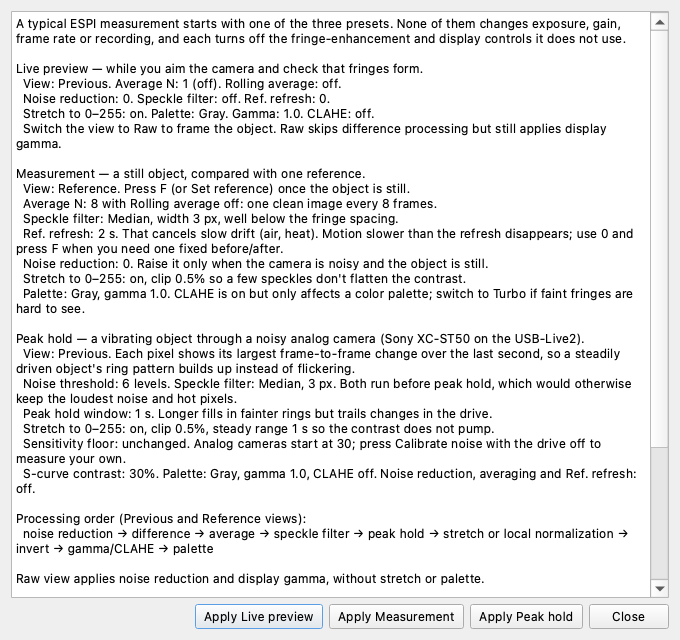 A typical ESPI measurement starts with one of the three presets. None of them changes exposure, gain,
frame rate or recording, and each turns off the fringe-enhancement and display controls it does not use.
Live preview — while you aim the camera and check that fringes form.
View: Previous. Average N: 1 (off). Rolling average: off.
Noise reduction: 0. Speckle filter: off. Ref. refresh: 0.
Stretch to 0–255: on. Palette: Gray. Gamma: 1.0. CLAHE: off.
Switch the view to Raw to frame the object. Raw skips difference processing but still applies display
gamma.
Measurement — a still object, compared with one reference.
View: Reference. Press F (or Set reference) once the object is still.
Average N: 8 with Rolling average off: one clean image every 8 frames.
Speckle filter: Median, width 3 px, well below the fringe spacing.
Ref. refresh: 2 s. That cancels slow drift (air, heat). Motion slower than the refresh disappears; use 0 and
press F when you need one fixed before/after.
Noise reduction: 0. Raise it only when the camera is noisy and the object is still.
Stretch to 0–255: on, clip 0.5% so a few speckles don't flatten the contrast.
Palette: Gray, gamma 1.0. CLAHE is on but only affects a color palette; switch to Turbo if faint fringes are
hard to see.
Peak hold — a vibrating object through a noisy analog camera (Sony XC-ST50 on the USB-Live2).
View: Previous. Each pixel shows its largest frame-to-frame change over the last second, so a steadily
driven object's ring pattern builds up instead of flickering.
Noise threshold: 6 levels. Speckle filter: Median, 3 px. Both run before peak hold, which would otherwise
keep the loudest noise and hot pixels.
Peak hold window: 1 s. Longer fills in fainter rings but trails changes in the drive.
Stretch to 0–255: on, clip 0.5%, steady range 1 s so the contrast does not pump.
Sensitivity floor: unchanged. Analog cameras start at 30; press Calibrate noise with the drive off to
measure your own.
S-curve contrast: 30%. Palette: Gray, gamma 1.0, CLAHE off. Noise reduction, averaging and Ref. refresh:
off.
Processing order (Previous and Reference views):
noise reduction → difference → average → speckle filter → peak hold → stretch or local normalization →
invert → gamma/CLAHE → palette
Raw view applies noise reduction and display gamma, without stretch or palette.
Apply Live preview
Apply Measurement
Apply Peak hold
Close